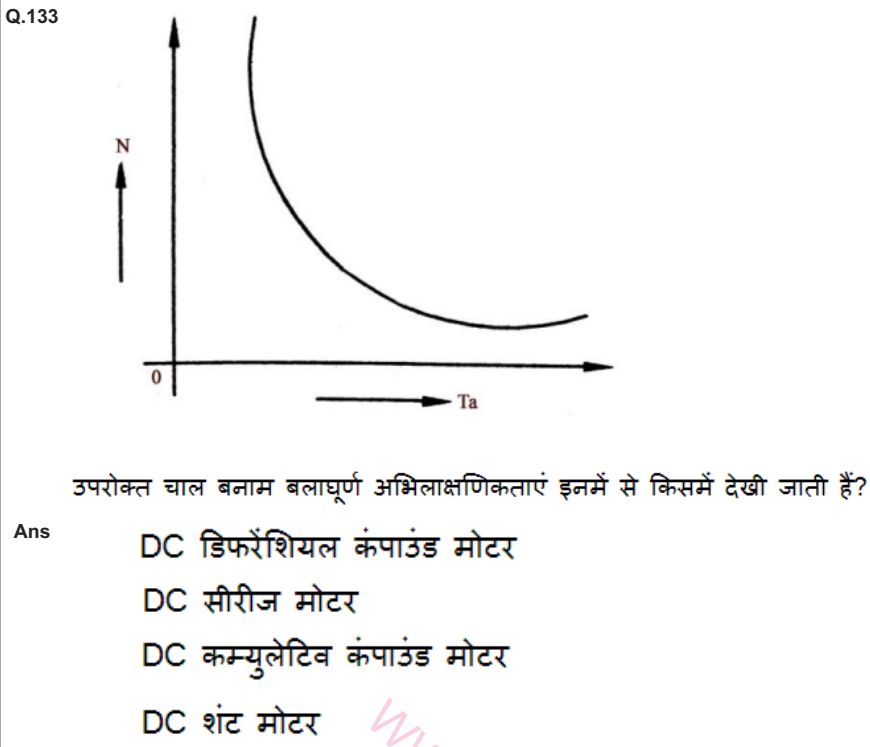 Q.133
N
0
Ta
उपरोक्त चाल बनाम बलाघूर्ण अभिलाक्षणिकताएं इनमें से किसमें देखी जाती हैं?
Ans
DC डिफरेंशियल कंपाउंड मोटर
DC सीरीज मोटर
DC कम्युलेटिव कंपाउंड मोटर
DC शंट मोटर